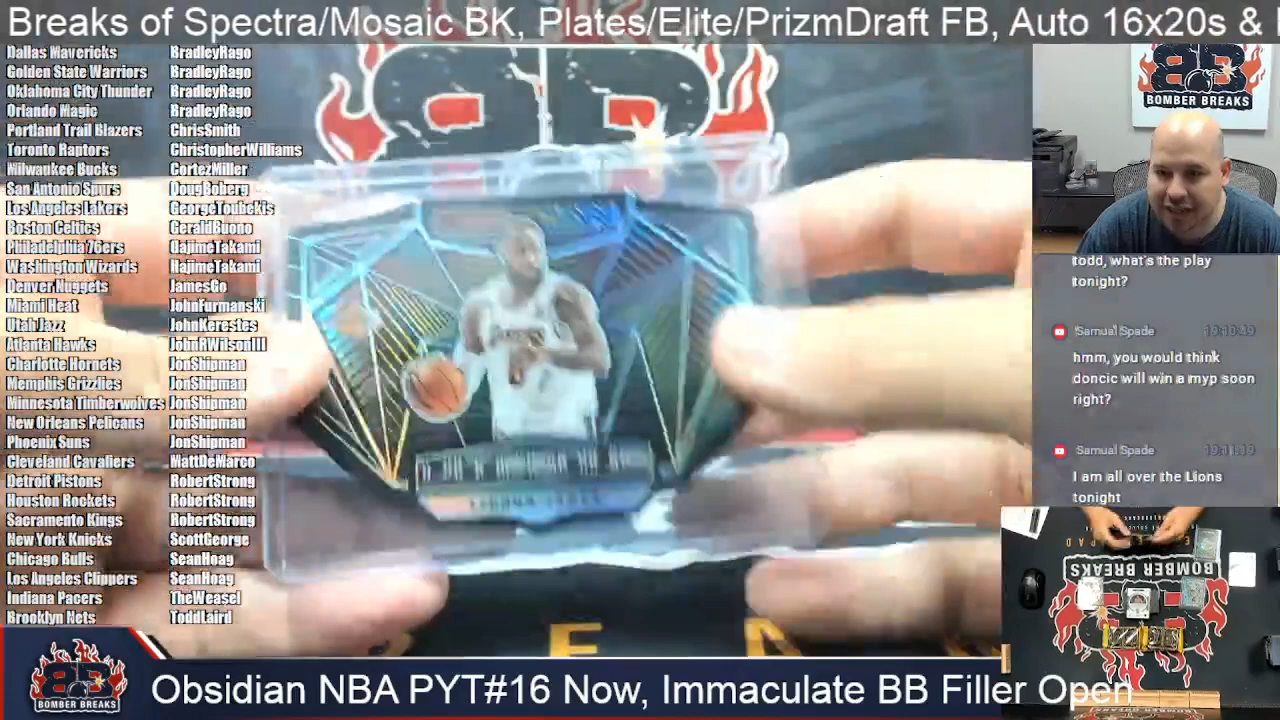 Breaks of Spectra/Mosaic BK, Plates/Elite/PrizmDraft FB, Auto 16x20s &
Dallas Mavericks BradleyRago
Golden State Warriors BradleyRago
Oklahoma City Thunder BradleyRago
Orlando Magic BradleyRago
Portland Trail Blazers ChrisSmith
Toronto Raptors ChristopherWilliams
Milwaukee Bucks CortezMiller
San Antonio Spurs DougBoberg
Los Angeles Lakers GeorgeTouhekis
Boston Celtics GeraldBuono
Philadelphia 76ers HajimeTakami
Washington Wizards HajimeTakami
Denver Nuggets JamesGo
Miami Heat JohnFurmanski
Utah Jazz JohnKerestes
Atlanta Hawks JohnRWilsonIII
Charlotte Hornets JonShipman
Memphis Grizzlies JonShipman
Minnesota Timberwolves JonShipman
New Orleans Pelicans JonShipman
Phoenix Suns JonShipman
Cleveland Cavaliers MattDeMarco
Detroit Pistons RobertStrong
Houston Rockets RobertStrong
Sacramento Kings RobertStrong
New York Knicks ScottGeorge
Chicago Bulls SeanHoag
Los Angeles Clippers SeanHoag
Indiana Pacers TheWeasel
Brooklyn Nets ToddLaird
BOMBER BREAKS
todd, what's the play
tonight?
Samual Spade 19:10:49
hmm, you would think
doncic will win a mvp soon
right?
Samual Spade 19:11:19
I am all over the Lions
tonight
BOMBER BREAKS
BOMBER BREAKS
Obsidian NBA PYT#16 Now, Immaculate BB Filler Open